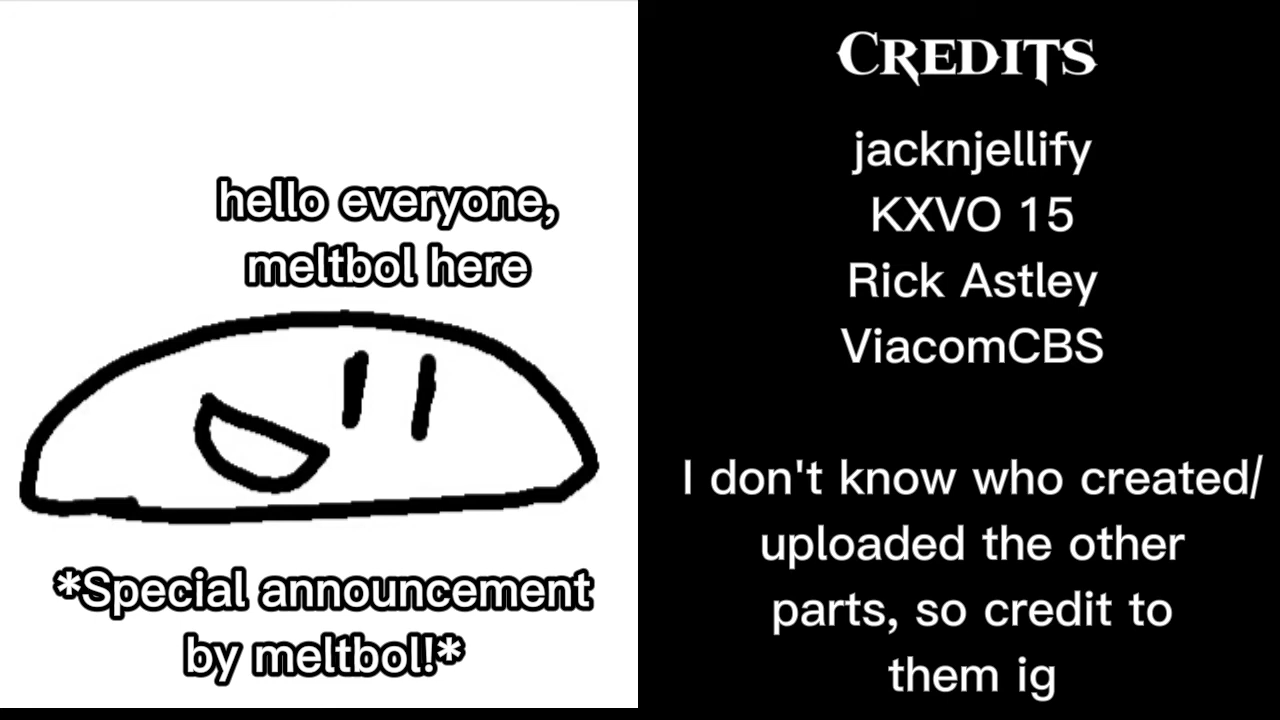 hello everyone,
meltbol here
*Special announcement
by meltbol!*
CREDITS
jacknjellify
KXVO 15
Rick Astley
ViacomCBS
I don't know who created/
uploaded the other
parts, so credit to
them ig